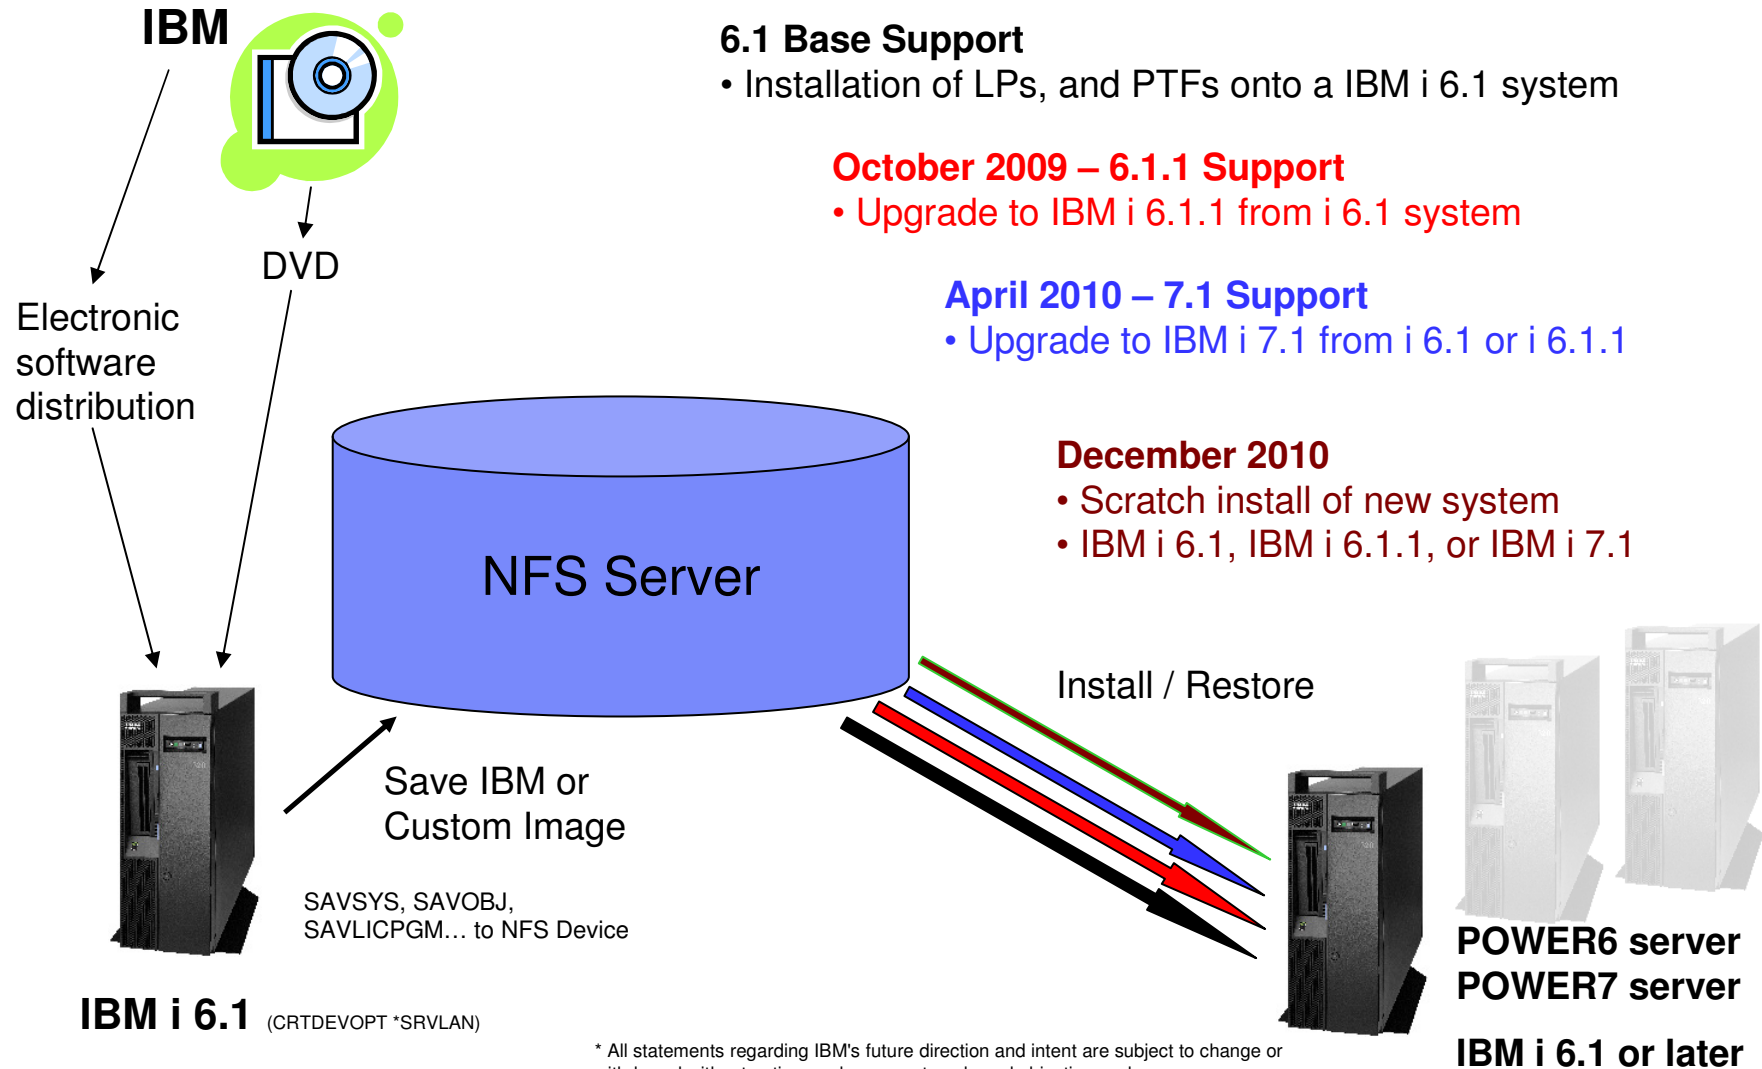 IBM
6.1 Base Support
• Installation of LPs, and PTFs onto a IBM i 6.1 system
October 2009 – 6.1.1 Support
• Upgrade to IBM i 6.1.1 from i 6.1 system
DVD
April 2010 – 7.1 Support
• Upgrade to IBM i 7.1 from i 6.1 or i 6.1.1
Electronic
software
distribution
December 2010
• Scratch install of new system
• IBM i 6.1, IBM i 6.1.1, or IBM i 7.1
NFS Server
Install / Restore
Save IBM or
Custom Image
SAVSYS, SAVOBJ,
SAVLICPGM… to NFS Device
POWER6 server
POWER7 server
IBM i 6.1 (CRTDEVOPT *SRVLAN)
IBM i 6.1 or later
* All statements regarding IBM's future direction and intent are subject to change or